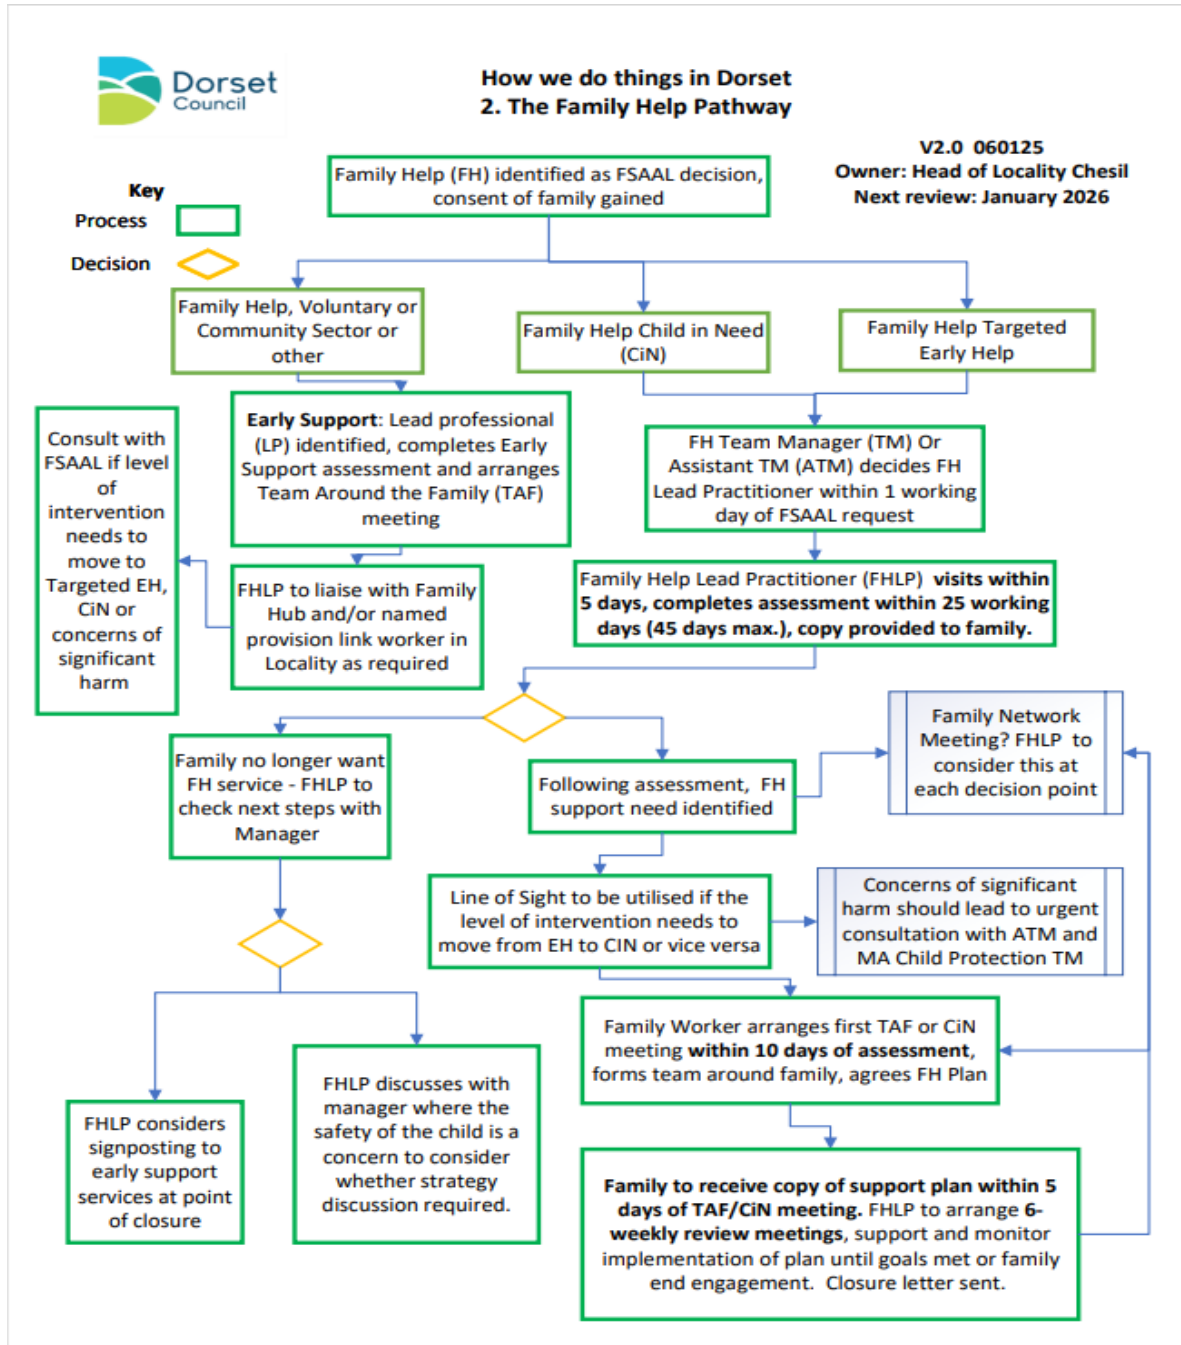 Dorset
Council
How we do things in Dorset
2. The Family Help Pathway
V2.0 060125
Owner: Head of Locality Chesil
Next review: January 2026
Key
Process
Decision
Family Help (FH) identified as FSAAL decision,
consent of family gained
Family Help, Voluntary or
Community Sector or
other
Family Help Child in Need
(CiN)
Family Help Targeted
Early Help
Consult with
FSAAL if level
of
intervention
needs to
move to
Targeted EH,
CiN or
concerns of
significant
harm
Early Support: Lead professional
(LP) identified, completes Early
Support assessment and arranges
Team Around the Family (TAF)
meeting
FH Team Manager (TM) Or
Assistant TM (ATM) decides FH
Lead Practitioner within 1 working
day of FSAAL request
FHLP to liaise with Family
Hub and/or named
provision link worker in
Locality as required
Family Help Lead Practitioner (FHLP) visits within
5 days, completes assessment within 25 working
days (45 days max.), copy provided to family.
Family no longer want
FH service - FHLP to
check next steps with
Manager
Following assessment, FH
support need identified
Family Network
Meeting? FHLP to
consider this at
each decision point
Line of Sight to be utilised if the
level of intervention needs to
move from EH to CIN or vice versa
Concerns of significant
harm should lead to urgent
consultation with ATM and
MA Child Protection TM
Family Worker arranges first TAF or CiN
meeting within 10 days of assessment,
forms team around family, agrees FH Plan
FHLP considers
signposting to
early support
services at point
of closure
FHLP discusses with
manager where the
safety of the child is a
concern to consider
whether strategy
discussion required.
Family to receive copy of support plan within 5
days of TAF/CiN meeting. FHLP to arrange 6-
weekly review meetings, support and monitor
implementation of plan until goals met or family
end engagement. Closure letter sent.